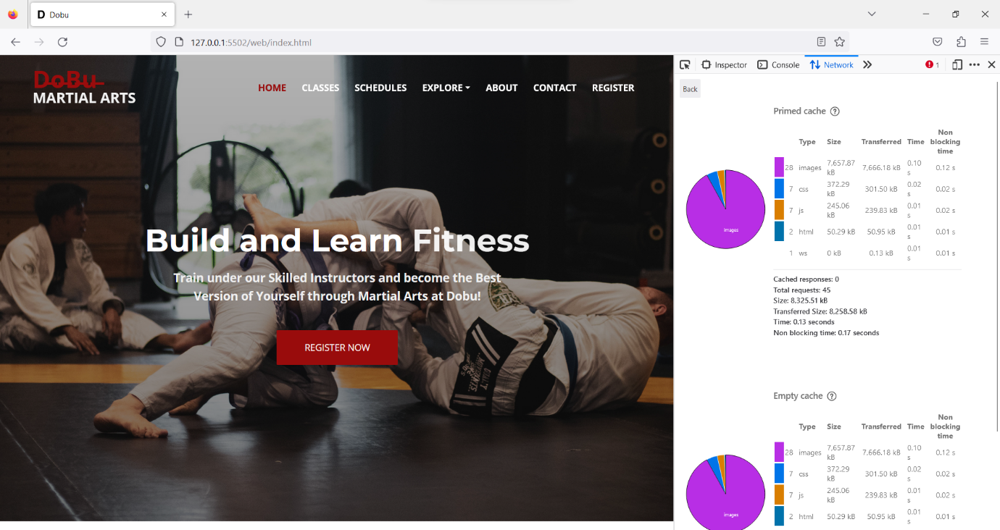 D Dobu
127.0.0.1:5502/web/index.html
DoBu
MARTIAL ARTS
HOME CLASSES SCHEDULES EXPLORE ABOUT CONTACT REGISTER
Build and Learn Fitness
Train under our Skilled Instructors and become the Best
Version of Yourself through Martial Arts at Dobu!
REGISTER NOW
Inspector Console Network 1
Back
Primed cache
Type Size Transferred Time Non blocking time
28 images 7,657.87 kB 7,666.18 kB 0.10 s 0.12 s
7 css 372.29 kB 301.50 kB 0.02 s 0.02 s
7 js 245.06 kB 239.83 kB 0.01 s 0.02 s
2 html 50.29 kB 50.95 kB 0.01 s 0.01 s
1 ws 0 kB 0.13 kB 0.01 s 0.01 s
images
Cached responses: 0
Total requests: 45
Size: 8,325.51 kB
Transferred Size: 8,258.58 kB
Time: 0.13 seconds
Non blocking time: 0.17 seconds
Empty cache
Type Size Transferred Time Non blocking time
28 images 7,657.87 kB 7,666.18 kB 0.10 s 0.12 s
7 css 372.29 kB 301.50 kB 0.02 s 0.02 s
7 js 245.06 kB 239.83 kB 0.01 s 0.02 s
2 html 50.29 kB 50.95 kB 0.01 s 0.01 s
images